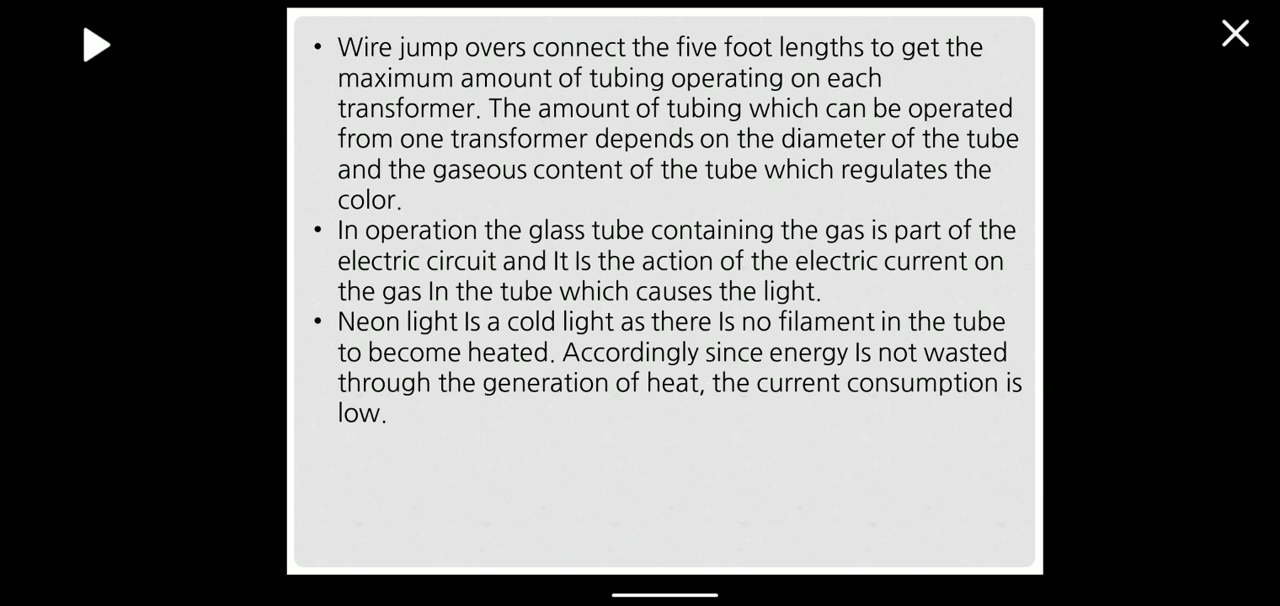 • Wire jump overs connect the five foot lengths to get the
maximum amount of tubing operating on each
transformer. The amount of tubing which can be operated
from one transformer depends on the diameter of the tube
and the gaseous content of the tube which regulates the
color.
• In operation the glass tube containing the gas is part of the
electric circuit and It Is the action of the electric current on
the gas In the tube which causes the light.
• Neon light Is a cold light as there Is no filament in the tube
to become heated. Accordingly since energy Is not wasted
through the generation of heat, the current consumption is
low.